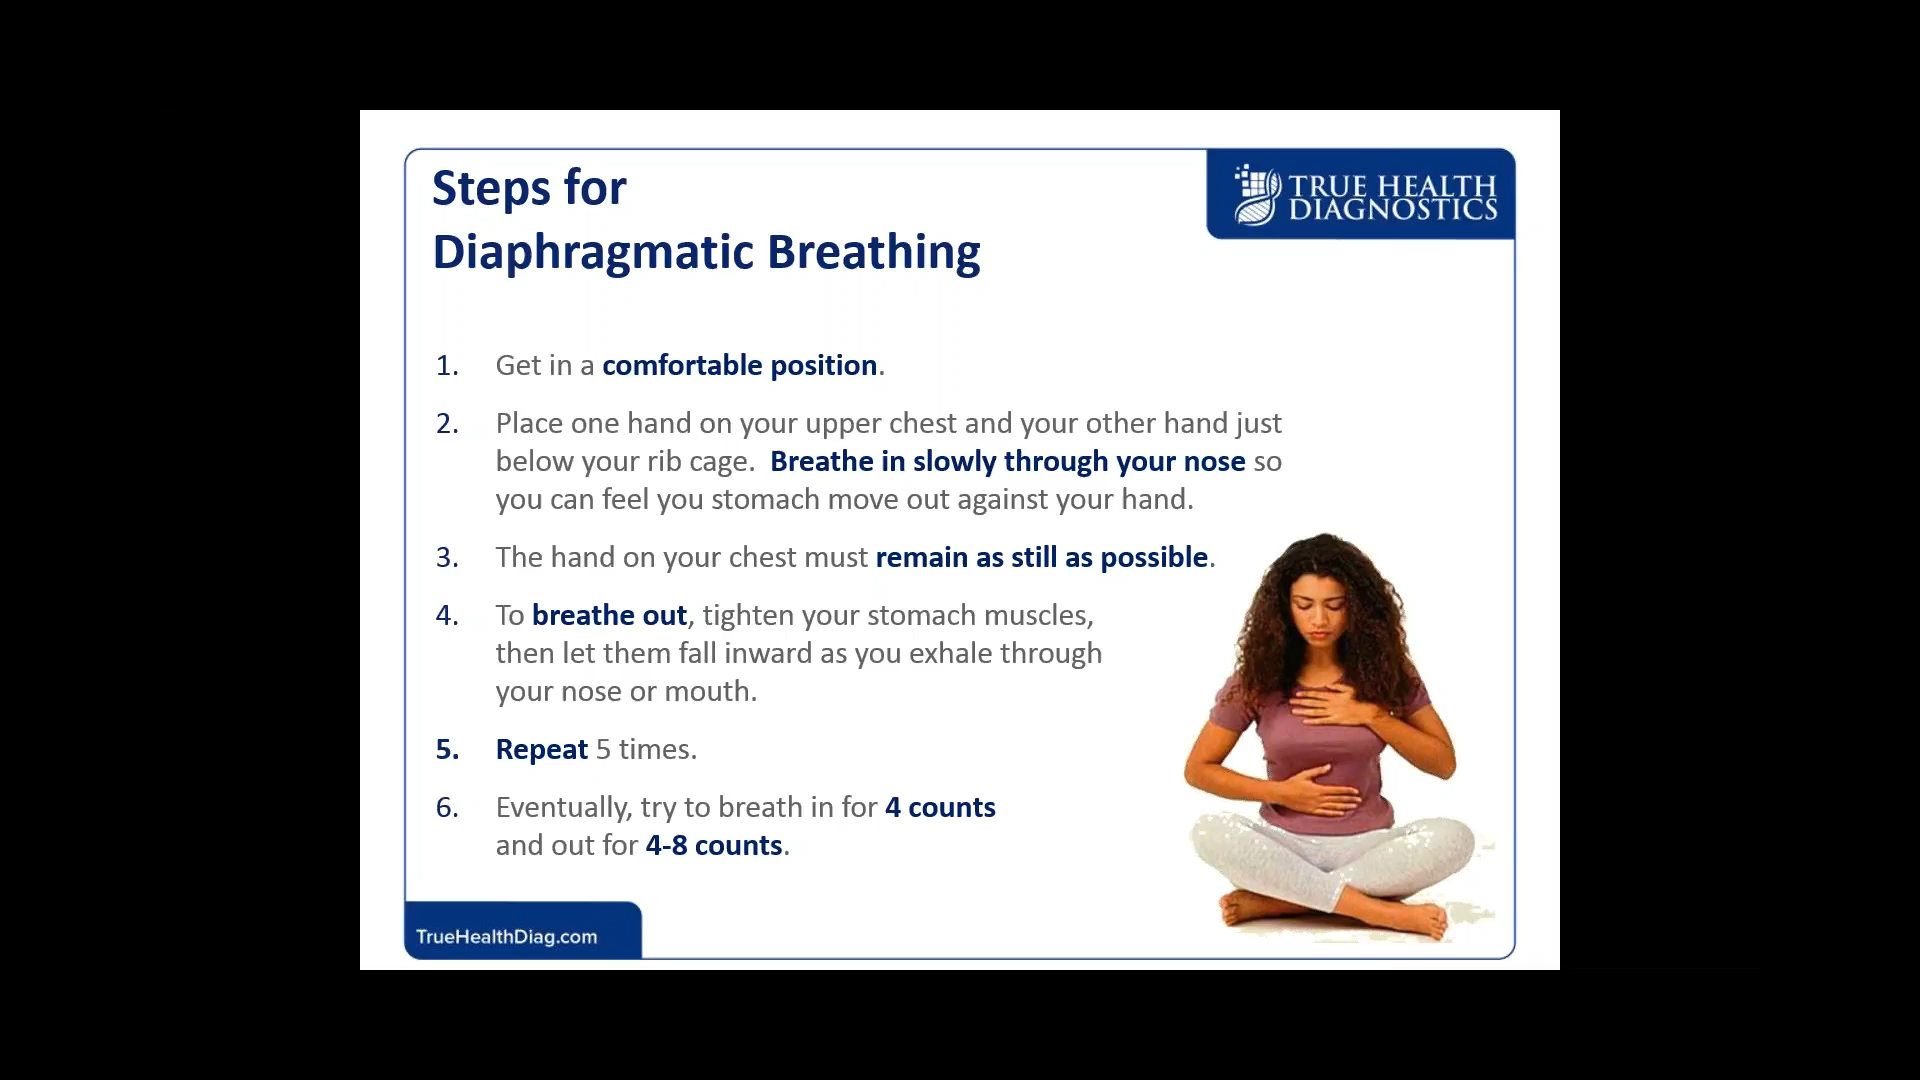 Steps for
Diaphragmatic Breathing
TRUE HEALTH
DIAGNOSTICS
1. Get in a comfortable position.
2. Place one hand on your upper chest and your other hand just
below your rib cage. Breathe in slowly through your nose so
you can feel you stomach move out against your hand.
3. The hand on your chest must remain as still as possible.
4. To breathe out, tighten your stomach muscles,
then let them fall inward as you exhale through
your nose or mouth.
5. Repeat 5 times.
6. Eventually, try to breath in for 4 counts
and out for 4-8 counts.
TrueHealthDiag.com